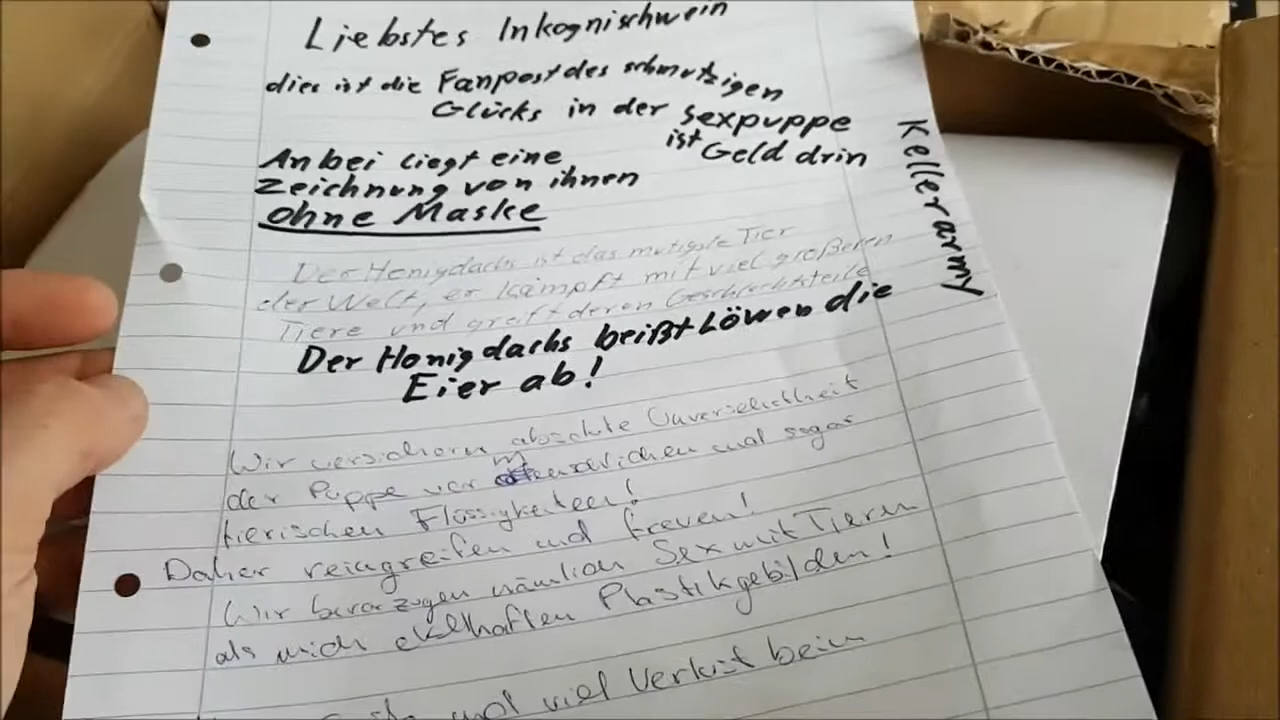 Liebstes Inkognischwein
dies ist die Fanpost des schmutzigen
Glücks in der Sexpuppe
ist Geld drin
Anbei liegt eine
Zeichnung von ihnen
ohne Maske
Kellerarmy
Der Honigdachs ist das mutigste Tier
der Welt, er kämpft mit viel größeren
Tiere und greift deren Geschlechtsteile
Der Honigdachs beißt Löwen die
Eier ab!
Wir versichern absolute
der Puppe vor menschlichen und sogar
tierischen Flüssigkeiten!
Daher reingreifen und freuen!
Wir bevorzugen nämlich Sex mit Tieren
als mich ekelhaften Plastikgebilden!
und viel Verlust beim